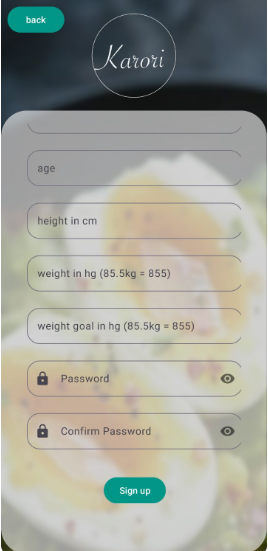 back
Karori
age
height in cm
weight in hg (85.5kg = 855)
weight goal in hg (85.5kg = 855)
Password
Confirm Password
Sign up